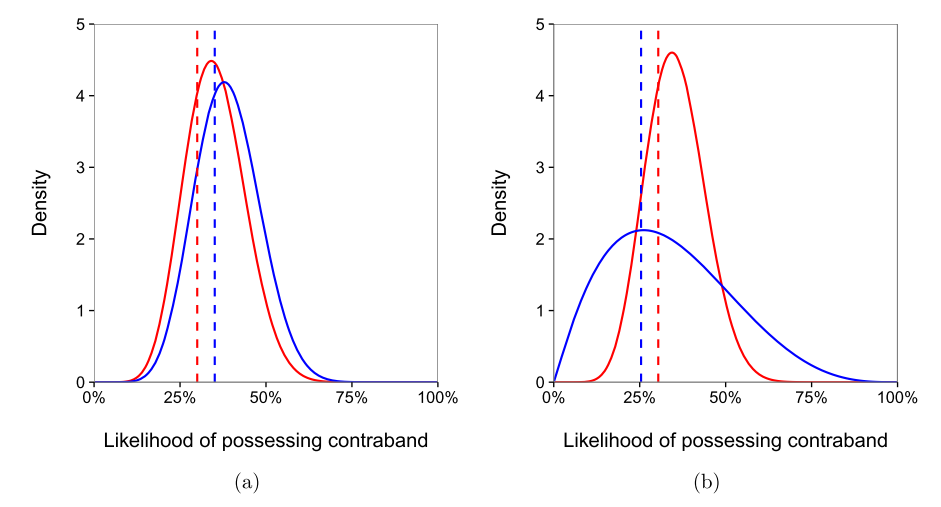 5
4
3
2
1
0
Density
0% 25% 50% 75% 100%
Likelihood of possessing contraband
(a)
5
4
3
2
1
0
Density
0% 25% 50% 75% 100%
Likelihood of possessing contraband
(b)